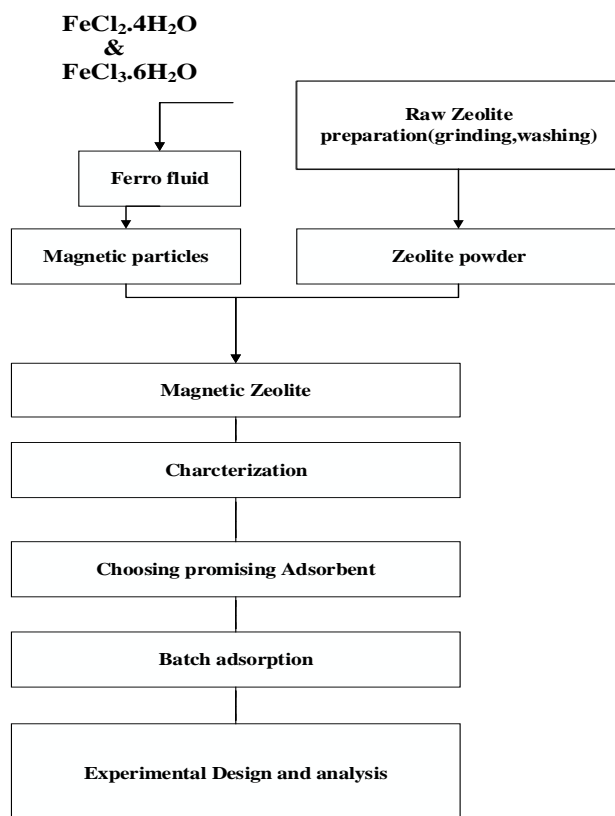 FeCl₂.4H₂O
&
FeCl₃.6H₂O
Raw Zeolite
preparation(grinding,washing)
Ferro fluid
Magnetic particles
Zeolite powder
Magnetic Zeolite
Charcterization
Choosing promising Adsorbent
Batch adsorption
Experimental Design and analysis